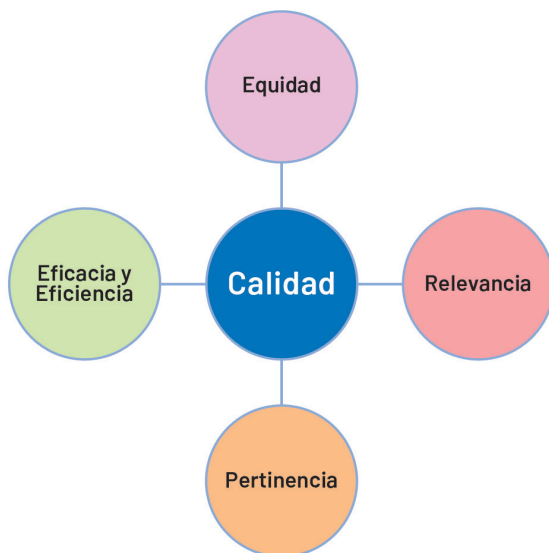 Equidad
Eficacia y
Eficiencia
Calidad
Relevancia
Pertinencia